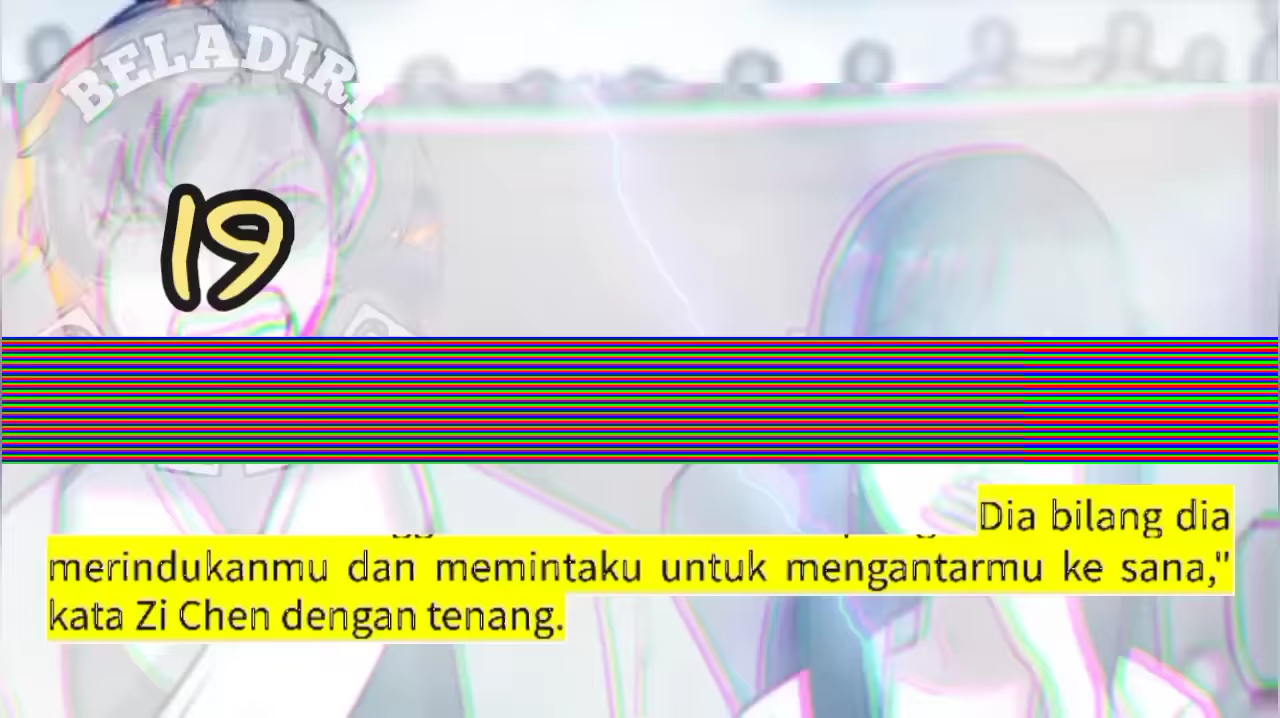 BELADIRI
19
Dia bilang dia
merindukanmu dan memintaku untuk mengantarmu ke sana,"
kata Zi Chen dengan tenang.